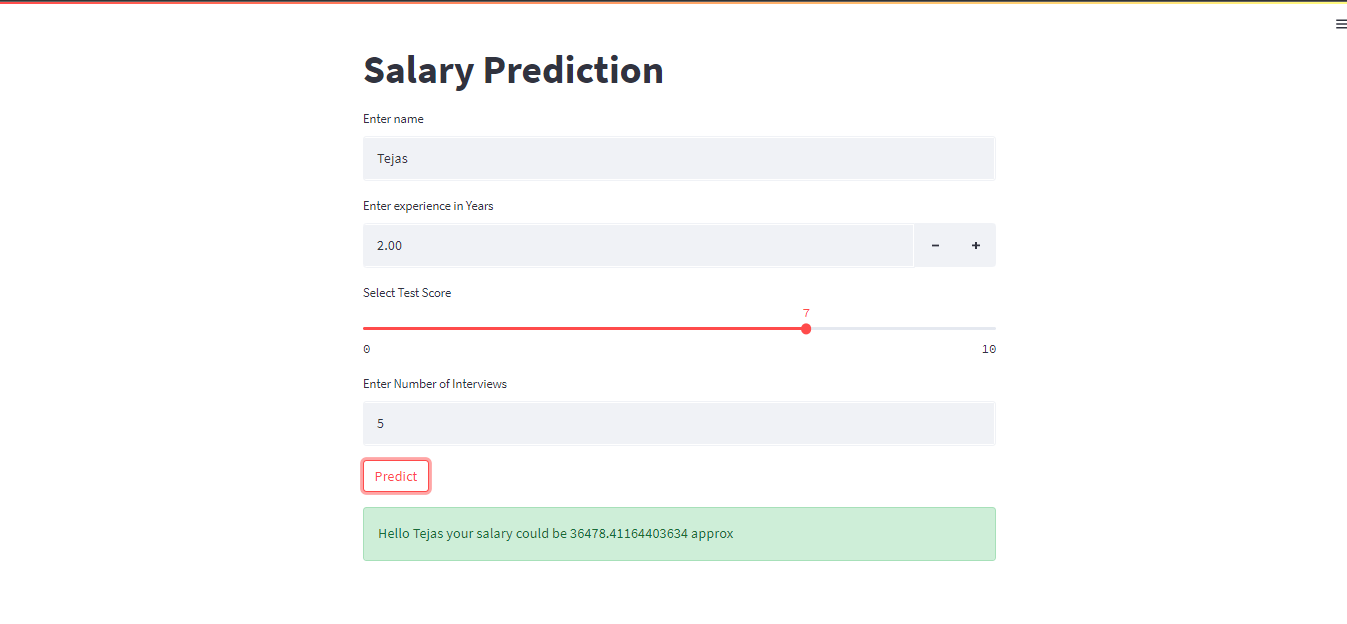 Salary Prediction
Enter name
Tejas
Enter experience in Years
2.00
Select Test Score
7
0 10
Enter Number of Interviews
5
Predict
Hello Tejas your salary could be 36478.41164403634 approx